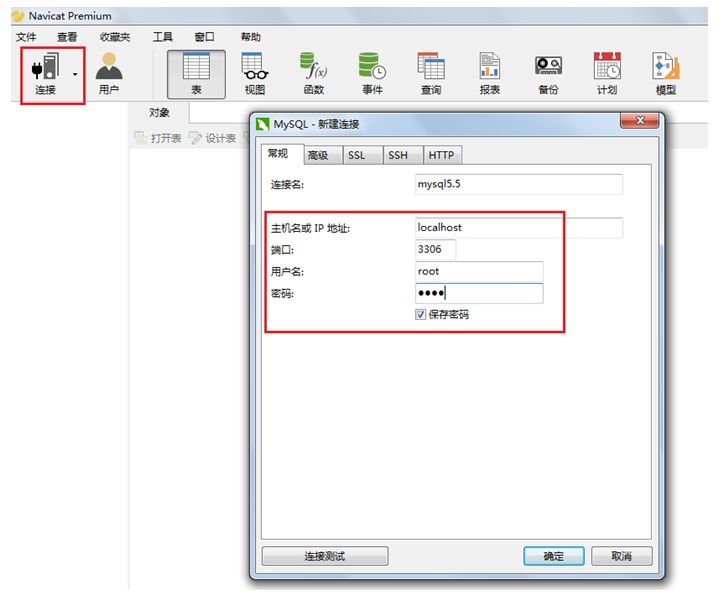 Navicat Premium
文件 查看 收藏夹 工具 窗口 帮助
连接 用户 表 视图 函数 事件 查询 报表 备份 计划 模型
f(x)
对象
打开表 设计表
MySQL - 新建连接
常规 高级 SSL SSH HTTP
连接名: mysql5.5
主机名或 IP 地址: localhost
端口: 3306
用户名: root
密码: ●●●●
保存密码
连接测试 确定 取消